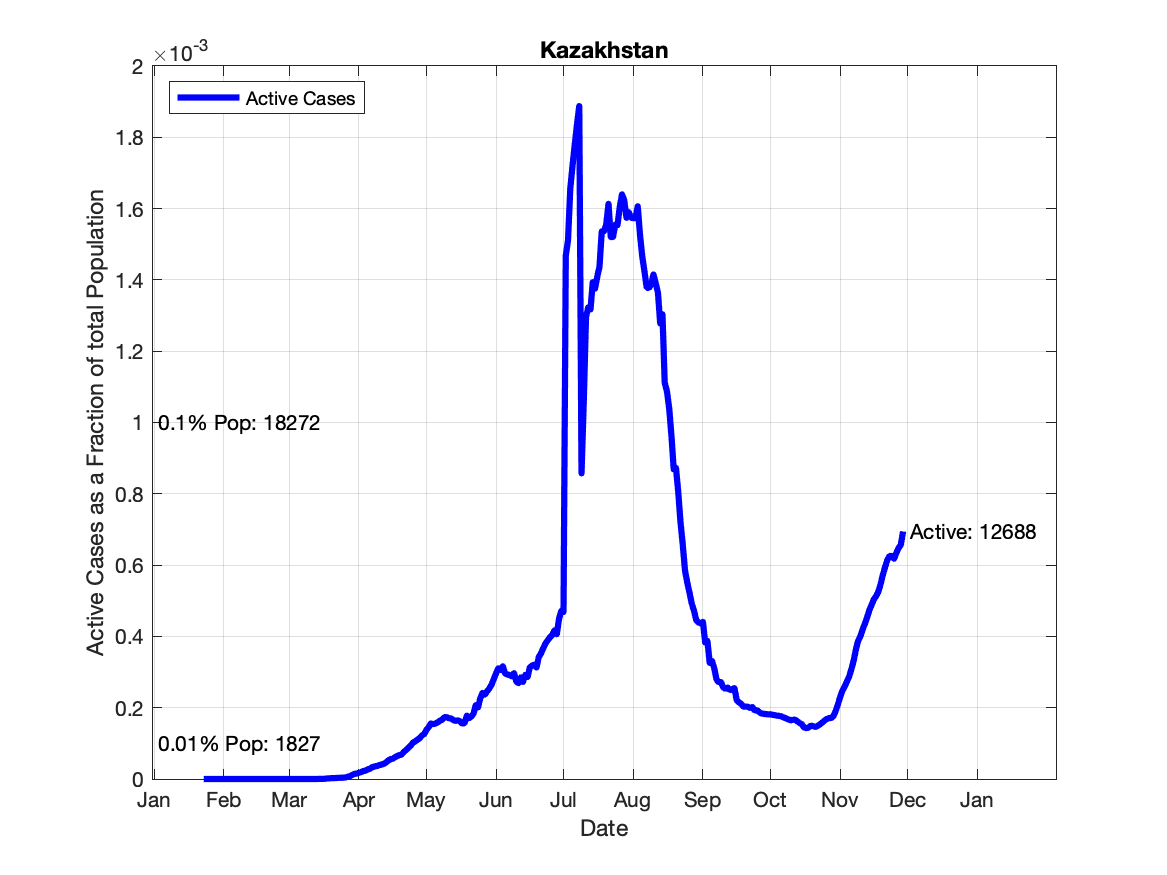 Kazakhstan
×10-3
Active Cases
2
1.8
1.6
1.4
1.2
1
0.8
0.6
0.4
0.2
0
Active Cases as a Fraction of total Population
0.1% Pop: 18272
0.01% Pop: 1827
Active: 12688
Jan Feb Mar Apr May Jun Jul Aug Sep Oct Nov Dec Jan
Date